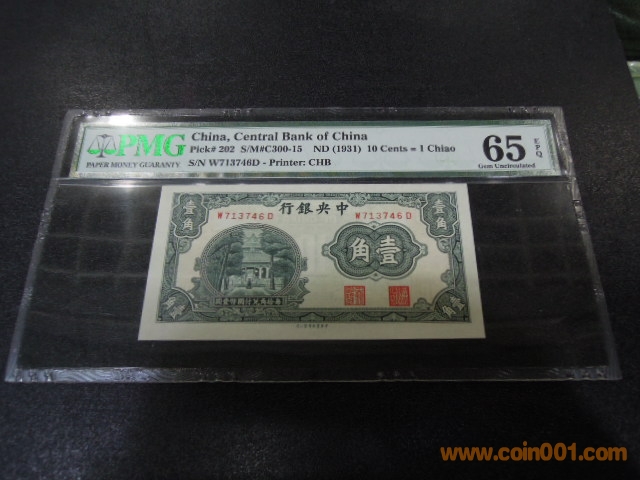 PMG
PAPER MONEY GUARANTY
China, Central Bank of China
Pick# 202 S/M#C300-15 ND (1931) 10 Cents = 1 Chiao
S/N W713746D - Printer: CHB
65 EPQ
Gem Uncirculated
行銀央中
W713746D W713746D
壹角 壹角
角壹
www.coin001.com